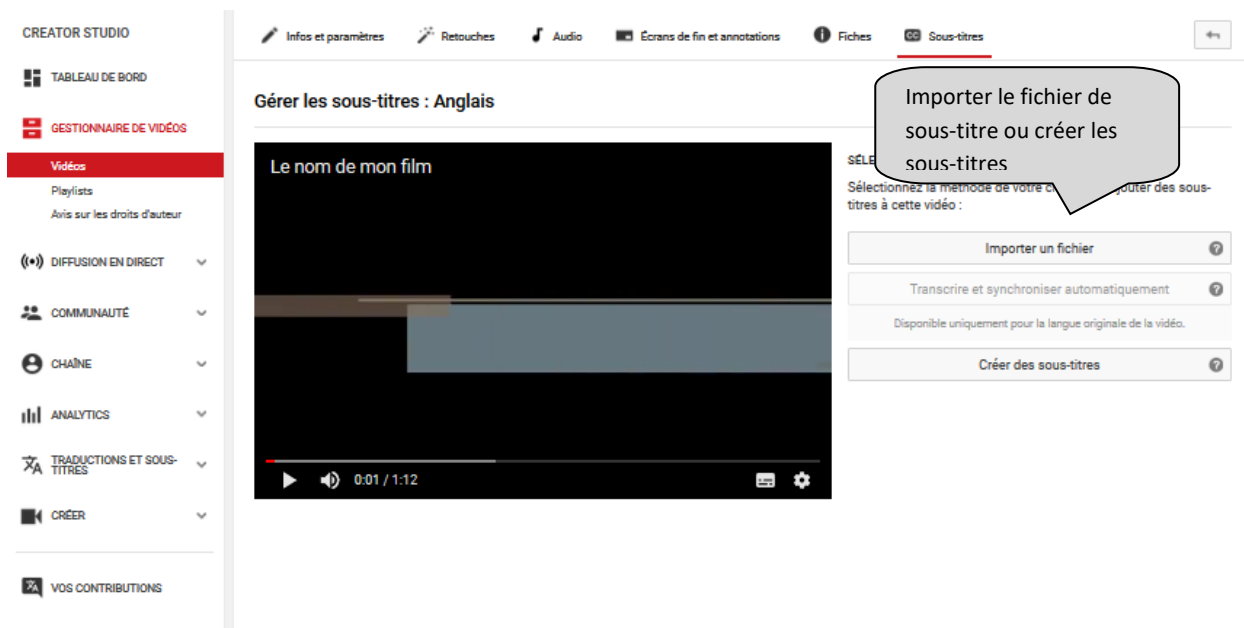 CREATOR STUDIO
Infos et paramètres
Retouches
Audio
Écrans de fin et annotations
Fiches
CC Sous-titres
TABLEAU DE BORD
GESTIONNAIRE DE VIDÉOS
Vidéos
Playlists
Avis sur les droits d'auteur
DIFFUSION EN DIRECT
COMMUNAUTÉ
CHAÎNE
ANALYTICS
TRADUCTIONS ET SOUS-
TITRES
CRÉER
VOS CONTRIBUTIONS
Gérer les sous-titres : Anglais
Le nom de mon film
0:01 / 1:12
Importer le fichier de
sous-titre ou créer les
sous-titres
Sélectionnez la méthode de votre des sous-
titres à cette vidéo :
Importer un fichier
Transcrire et synchroniser automatiquement
Disponible uniquement pour la langue originale de la vidéo.
Créer des sous-titres